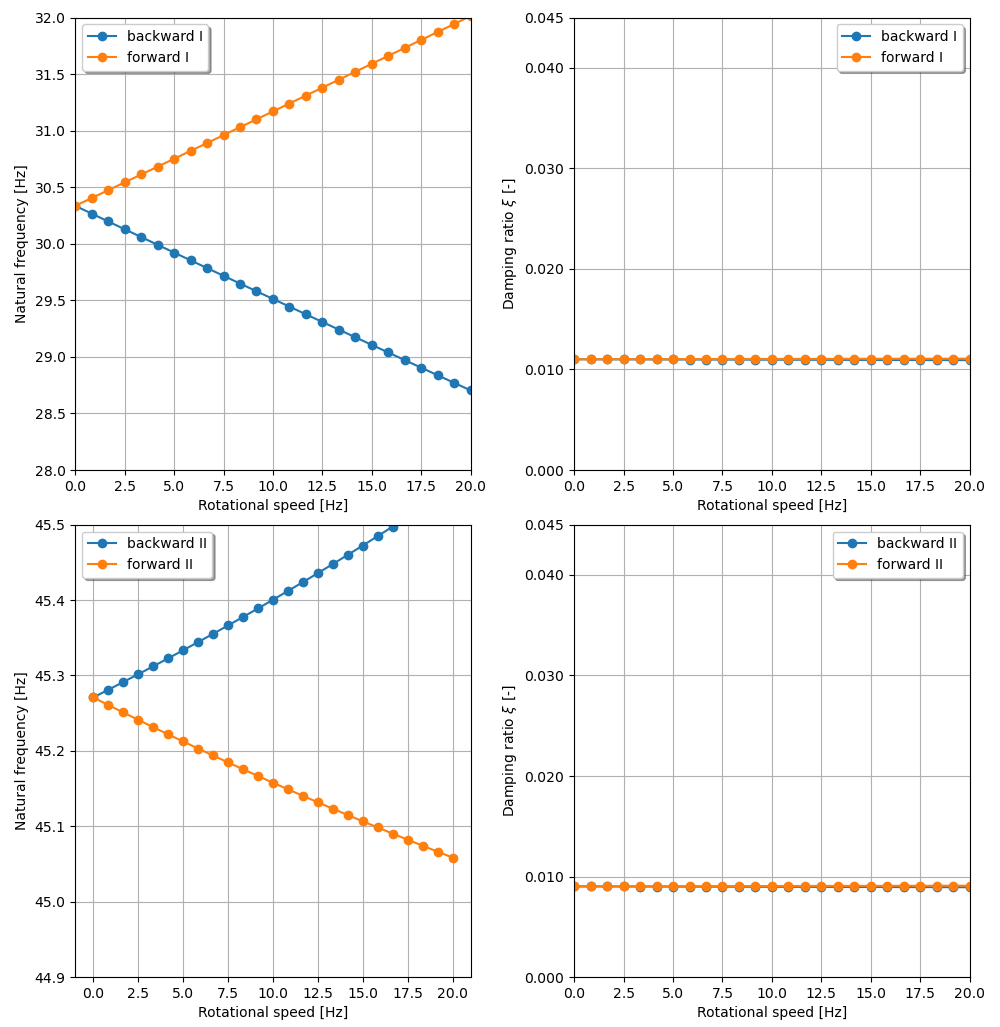 32.0
31.5
31.0
30.5
30.0
29.5
29.0
28.5
28.0
Natural frequency [Hz]
backward I
forward I
0.0 2.5 5.0 7.5 10.0 12.5 15.0 17.5 20.0
Rotational speed [Hz]
0.045
0.040
0.030
0.020
0.010
0.000
Damping ratio ξ [-]
backward I
forward I
0.0 2.5 5.0 7.5 10.0 12.5 15.0 17.5 20.0
Rotational speed [Hz]
45.5
45.4
45.3
45.2
45.1
45.0
44.9
Natural frequency [Hz]
backward II
forward II
0.0 2.5 5.0 7.5 10.0 12.5 15.0 17.5 20.0
Rotational speed [Hz]
0.045
0.040
0.030
0.020
0.010
0.000
Damping ratio ξ [-]
backward II
forward II
0.0 2.5 5.0 7.5 10.0 12.5 15.0 17.5 20.0
Rotational speed [Hz]